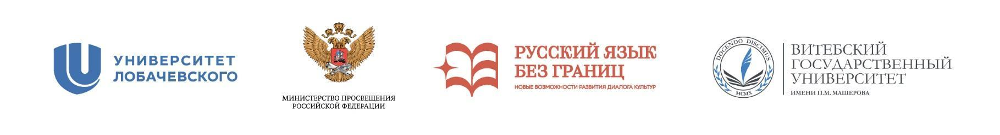 УНИВЕРСИТЕТ
ЛОБАЧЕВСКОГО
МИНИСТЕРСТВО ПРОСВЕЩЕНИЯ
РОССИЙСКОЙ ФЕДЕРАЦИИ
РУССКИЙ ЯЗЫК
БЕЗ ГРАНИЦ
НОВЫЕ ВОЗМОЖНОСТИ РАЗВИТИЯ ДИАЛОГА КУЛЬТУР
DOCENDO DISCIMUS
MCMX
ВИТЕБСКИЙ
ГОСУДАРСТВЕННЫЙ
УНИВЕРСИТЕТ
ИМЕНИ П.М. МАШЕРОВА